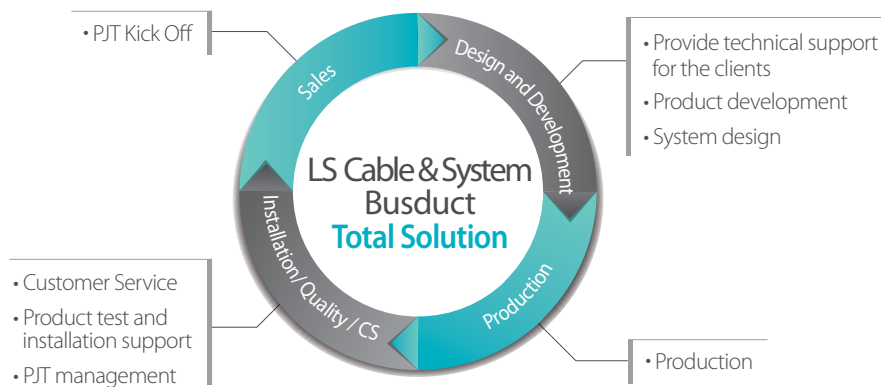 • PJT Kick Off
Sales
Design and Development
• Provide technical support
for the clients
• Product development
• System design
LS Cable & System
Busduct
Total Solution
Installation / Quality / CS
Production
• Customer Service
• Product test and
installation support
• PJT management
• Production